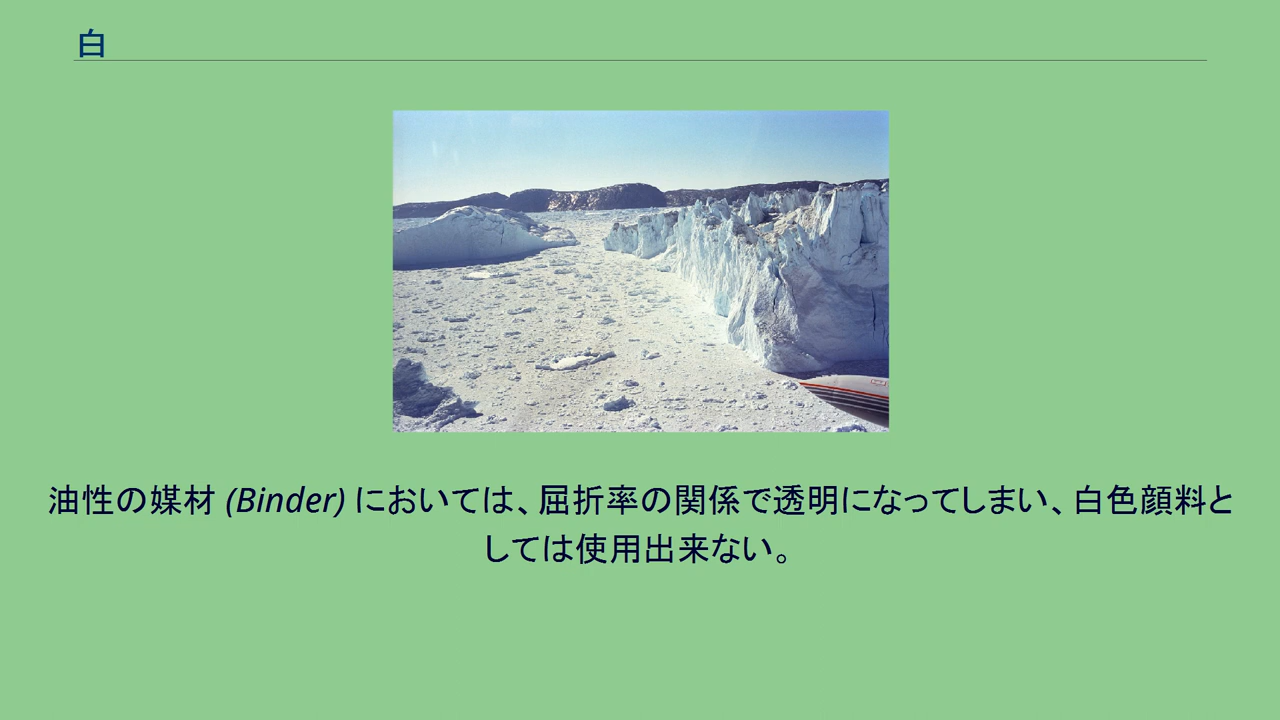 白
油性の媒材 (Binder) においては、屈折率の関係で透明になってしまい、白色顔料と
しては使用出来ない。